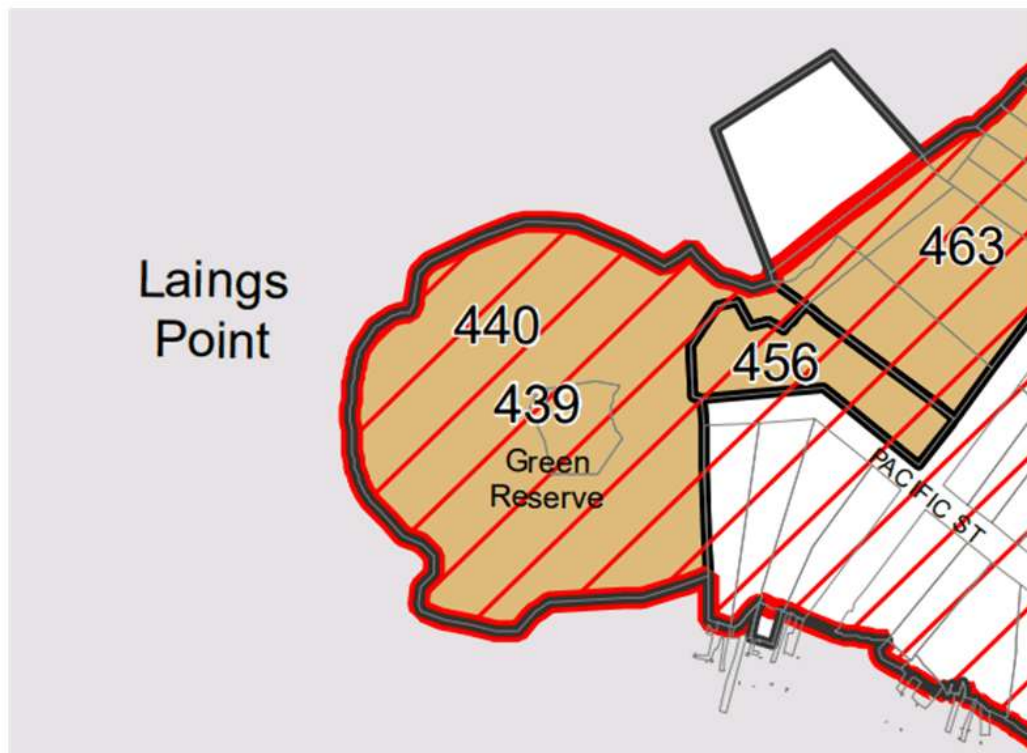 Laings
Point
440
439
Green
Reserve
456
463
PACIFIC ST